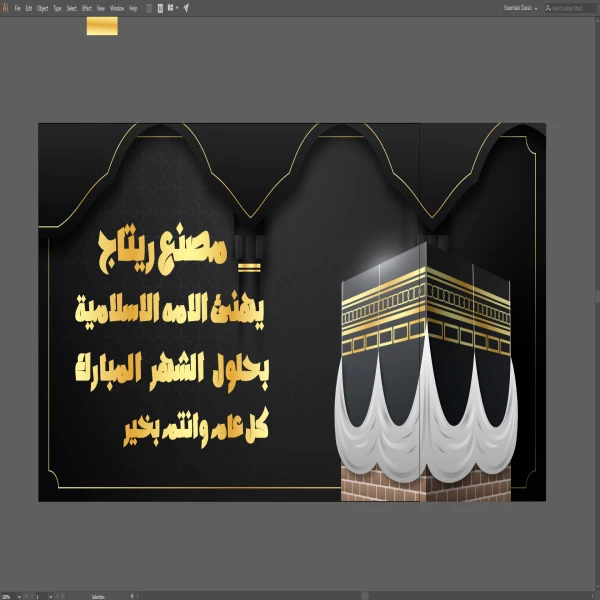 File Edit Object Type Select Effect View Window Help
Essentials Classic
Search Adobe Stock
مصنع ريتاج
يهنئ الامه الاسلامية
بحلول الشهر المبارك
كل عام وانتم بخير
100%
1
Selection